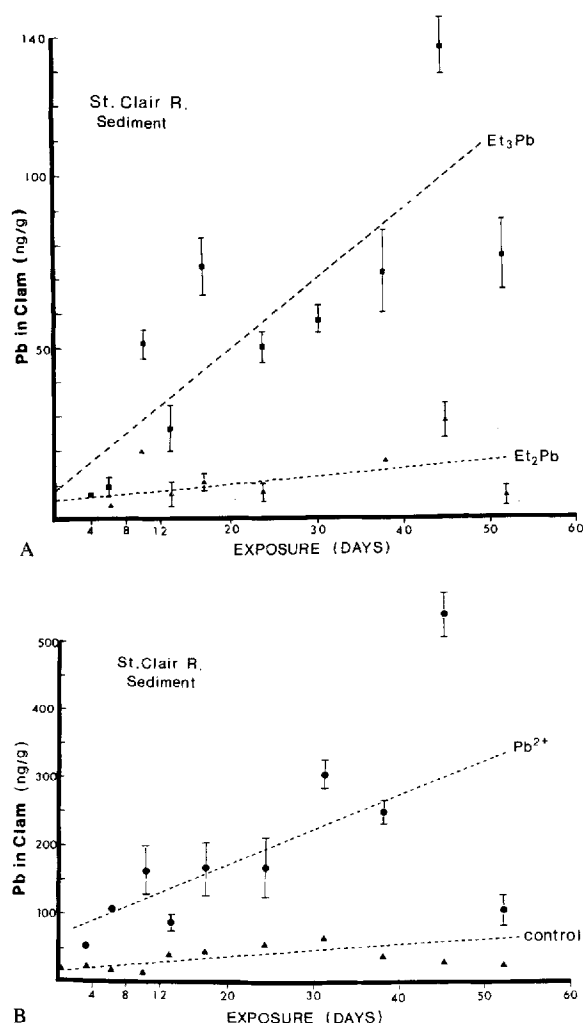 140
St. Clair R.
Sediment
Et₃Pb
100
Pb in Clam (ng/g)
50
Et₂Pb
A
4 8 12 20 30 40 50 60
EXPOSURE (DAYS)
500
St.Clair R.
Sediment
400
Pb²⁺
300
Pb in Clam (ng/g)
200
100
control
4 8 12 20 30 40 50 60
B
EXPOSURE (DAYS)